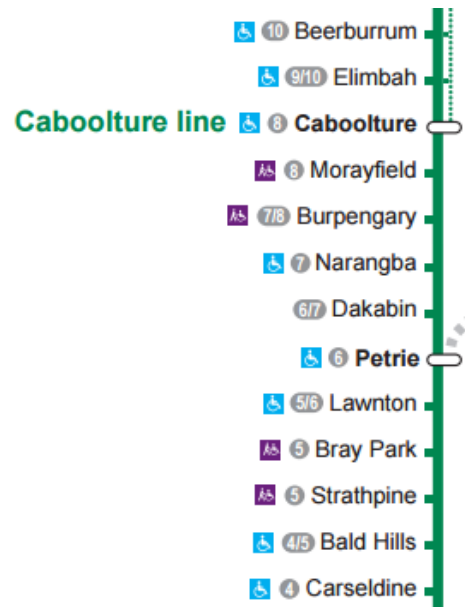 10 Beerburrum
9/10 Elimbah
Caboolture line 8 Caboolture
8 Morayfield
7/8 Burpengary
7 Narangba
6/7 Dakabin
6 Petrie
5/6 Lawnton
5 Bray Park
5 Strathpine
4/5 Bald Hills
4 Carseldine